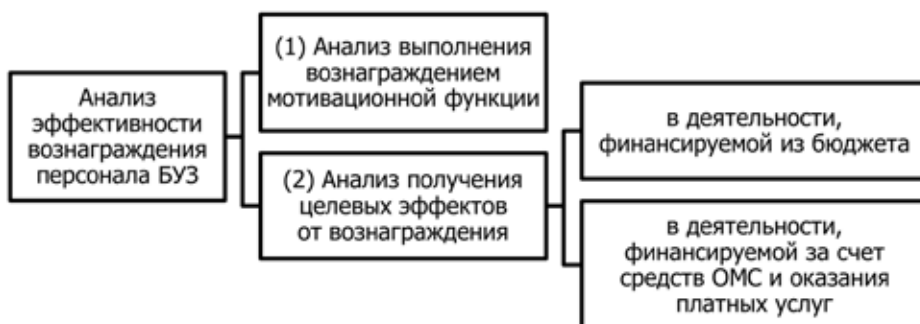 Анализ
эффективности
вознаграждения
персонала БУЗ
(1) Анализ выполнения
вознаграждением
мотивационной функции
(2) Анализ получения
целевых эффектов
от вознаграждения
в деятельности,
финансируемой из бюджета
в деятельности,
финансируемой за счет
средств ОМС и оказания
платных услуг